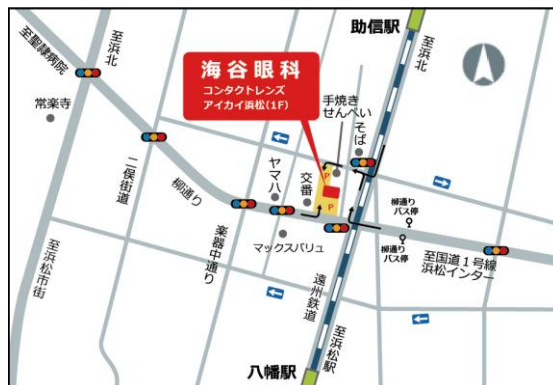 助信駅
至聖隷病院
至浜北
至浜北
海谷眼科
コンタクトレンズ
アイカイ浜松(1F)
手焼き
せんべい
そば
常楽寺
二俣街道
柳通り
ヤマハ
交番
P
P
柳通り
バス停
柳通り
バス停
マックスバリュ
楽器中通り
遠州鉄道
至国道1号線
浜松インター
至浜松市街
至浜松駅
八幡駅